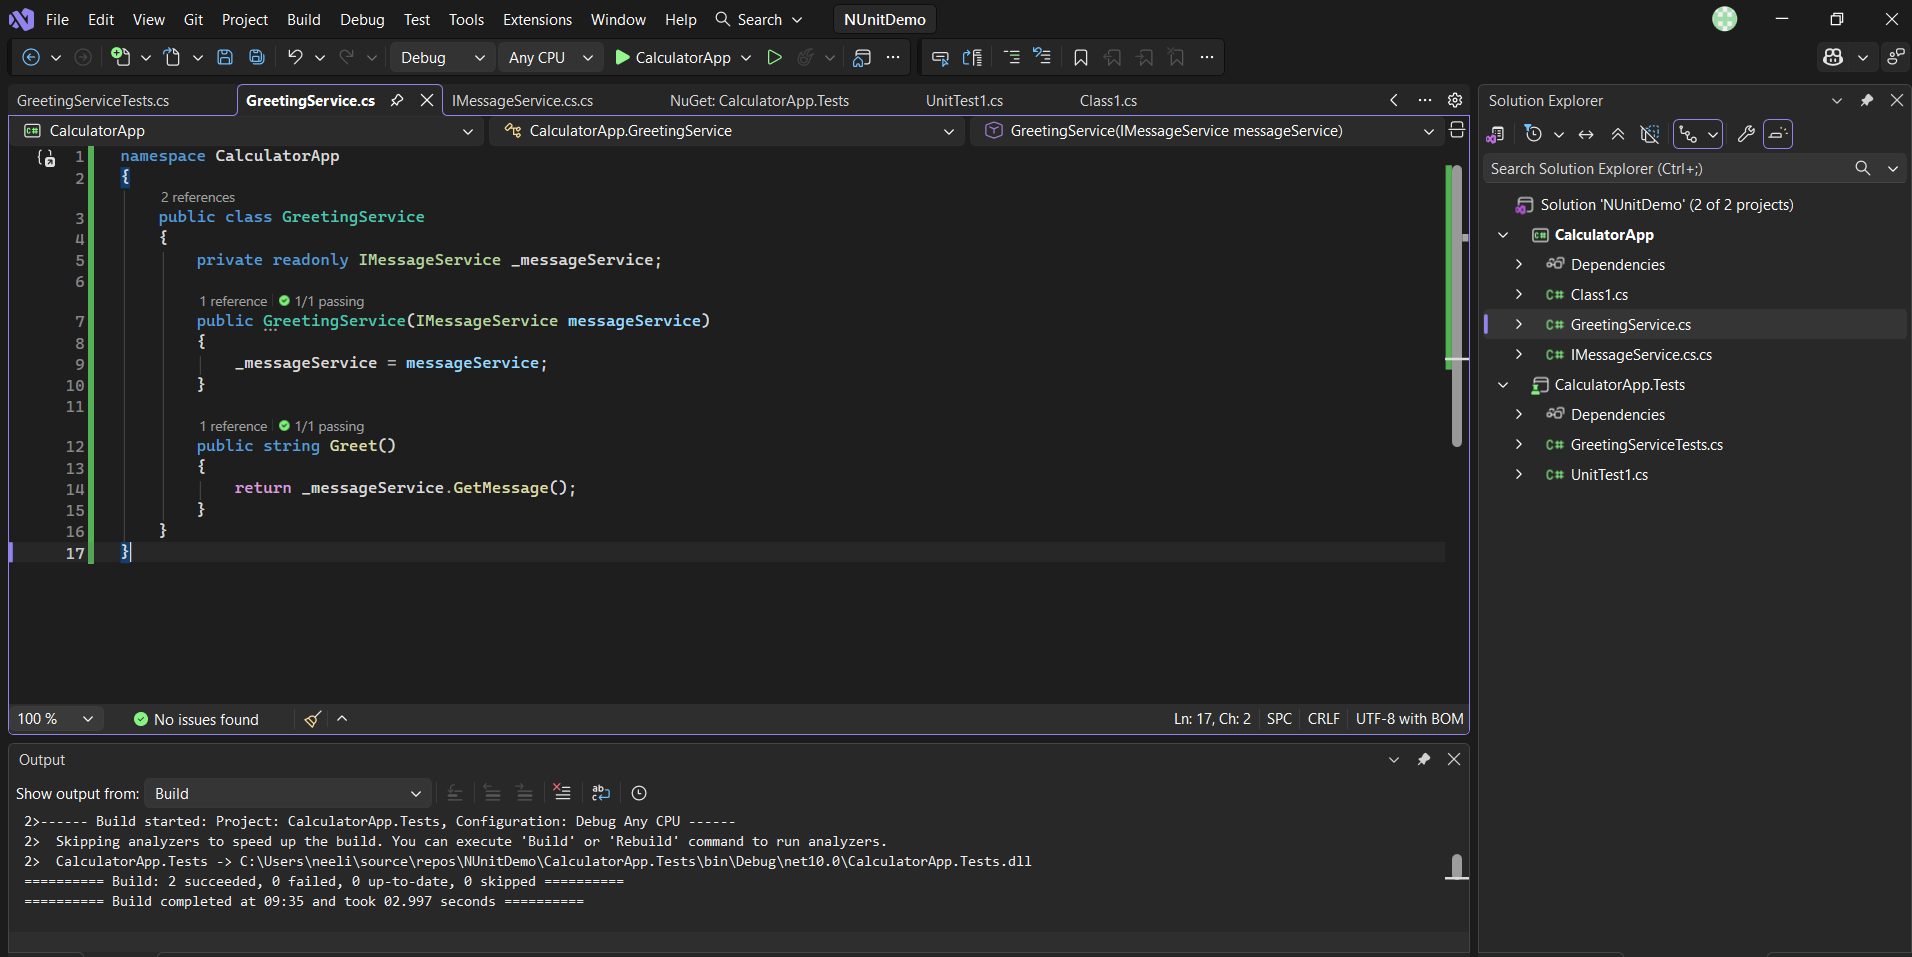 File Edit View Git Project Build Debug Test Tools Extensions Window Help Search NUnitDemo
Debug Any CPU CalculatorApp
GreetingServiceTests.cs GreetingService.cs IMessageService.cs.cs NuGet: CalculatorApp.Tests UnitTest1.cs Class1.cs
CalculatorApp CalculatorApp.GreetingService GreetingService(IMessageService messageService)
1 namespace CalculatorApp
2 {
2 references
3 public class GreetingService
4 {
5 private readonly IMessageService _messageService;
6
1 reference 1/1 passing
7 public GreetingService(IMessageService messageService)
8 {
9 _messageService = messageService;
10 }
11
1 reference 1/1 passing
12 public string Greet()
13 {
14 return _messageService.GetMessage();
15 }
16 }
17 }
100 % No issues found Ln: 17, Ch: 2 SPC CRLF UTF-8 with BOM
Output
Show output from: Build
2>------ Build started: Project: CalculatorApp.Tests, Configuration: Debug Any CPU ------
2> Skipping analyzers to speed up the build. You can execute 'Build' or 'Rebuild' command to run analyzers.
2> CalculatorApp.Tests -> C:\Users\neeli\source\repos\NUnitDemo\CalculatorApp.Tests\bin\Debug\net10.0\CalculatorApp.Tests.dll
========== Build: 2 succeeded, 0 failed, 0 up-to-date, 0 skipped ==========
========== Build completed at 09:35 and took 02.997 seconds ==========
Solution Explorer
Search Solution Explorer (Ctrl+;)
Solution 'NUnitDemo' (2 of 2 projects)
C# CalculatorApp
Dependencies
C# Class1.cs
C# GreetingService.cs
C# IMessageService.cs.cs
CalculatorApp.Tests
Dependencies
C# GreetingServiceTests.cs
C# UnitTest1.cs